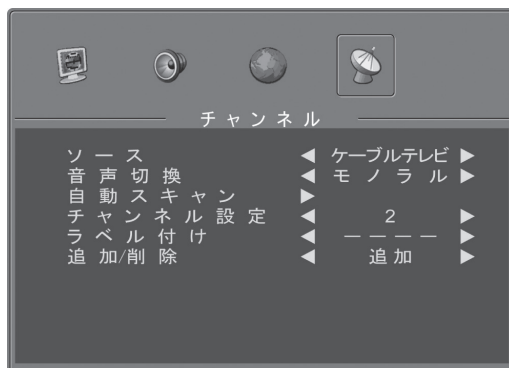 チャンネル
ソース ◀ ケーブルテレビ ▶
音声切換 ◀ モノラル ▶
自動スキャン ▶
チャンネル設定 ◀ 2 ▶
ラベル付け ◀ ーーーー ▶
追加/削除 ◀ 追加 ▶